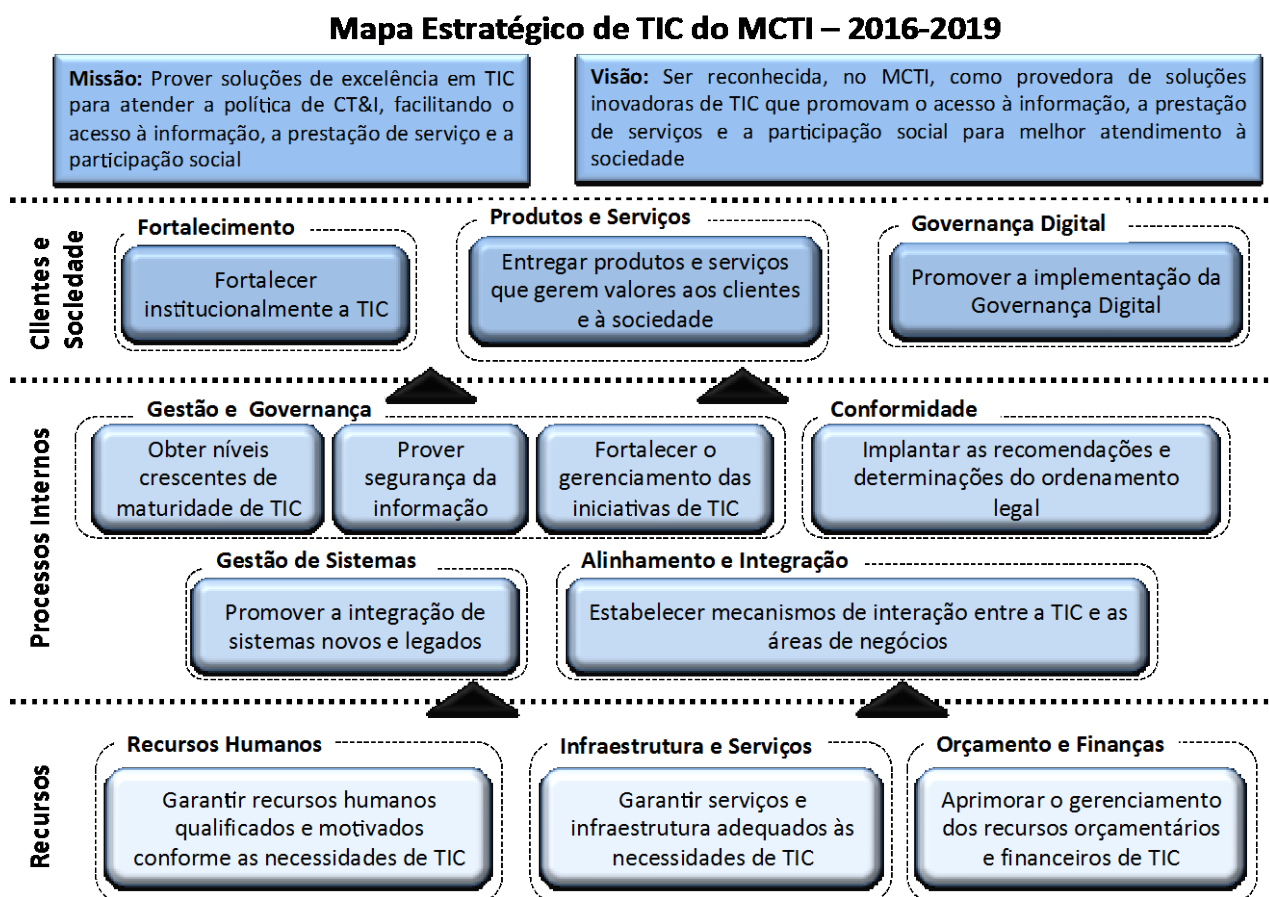 Mapa Estratégico de TIC do MCTI – 2016-2019
Missão: Prover soluções de excelência em TIC
para atender a política de CT&I, facilitando o
acesso à informação, a prestação de serviço e a
participação social
Visão: Ser reconhecida, no MCTI, como provedora de soluções
inovadoras de TIC que promovam o acesso à informação, a prestação
de serviços e a participação social para melhor atendimento à
sociedade
Clientes e
Sociedade
Fortalecimento
Fortalecer
institucionalmente a TIC
Produtos e Serviços
Entregar produtos e serviços
que gerem valores aos clientes
e à sociedade
Governança Digital
Promover a implementação da
Governança Digital
Processos Internos
Gestão e Governança
Obter níveis
crescentes de
maturidade de TIC
Prover
segurança da
informação
Fortalecer o
gerenciamento das
iniciativas de TIC
Conformidade
Implantar as recomendações e
determinações do ordenamento
legal
Gestão de Sistemas
Promover a integração de
sistemas novos e legados
Alinhamento e Integração
Estabelecer mecanismos de interação entre a TIC e as
áreas de negócios
Recursos
Recursos Humanos
Garantir recursos humanos
qualificados e motivados
conforme as necessidades de TIC
Infraestrutura e Serviços
Garantir serviços e
infraestrutura adequados às
necessidades de TIC
Orçamento e Finanças
Aprimorar o gerenciamento
dos recursos orçamentários
e financeiros de TIC